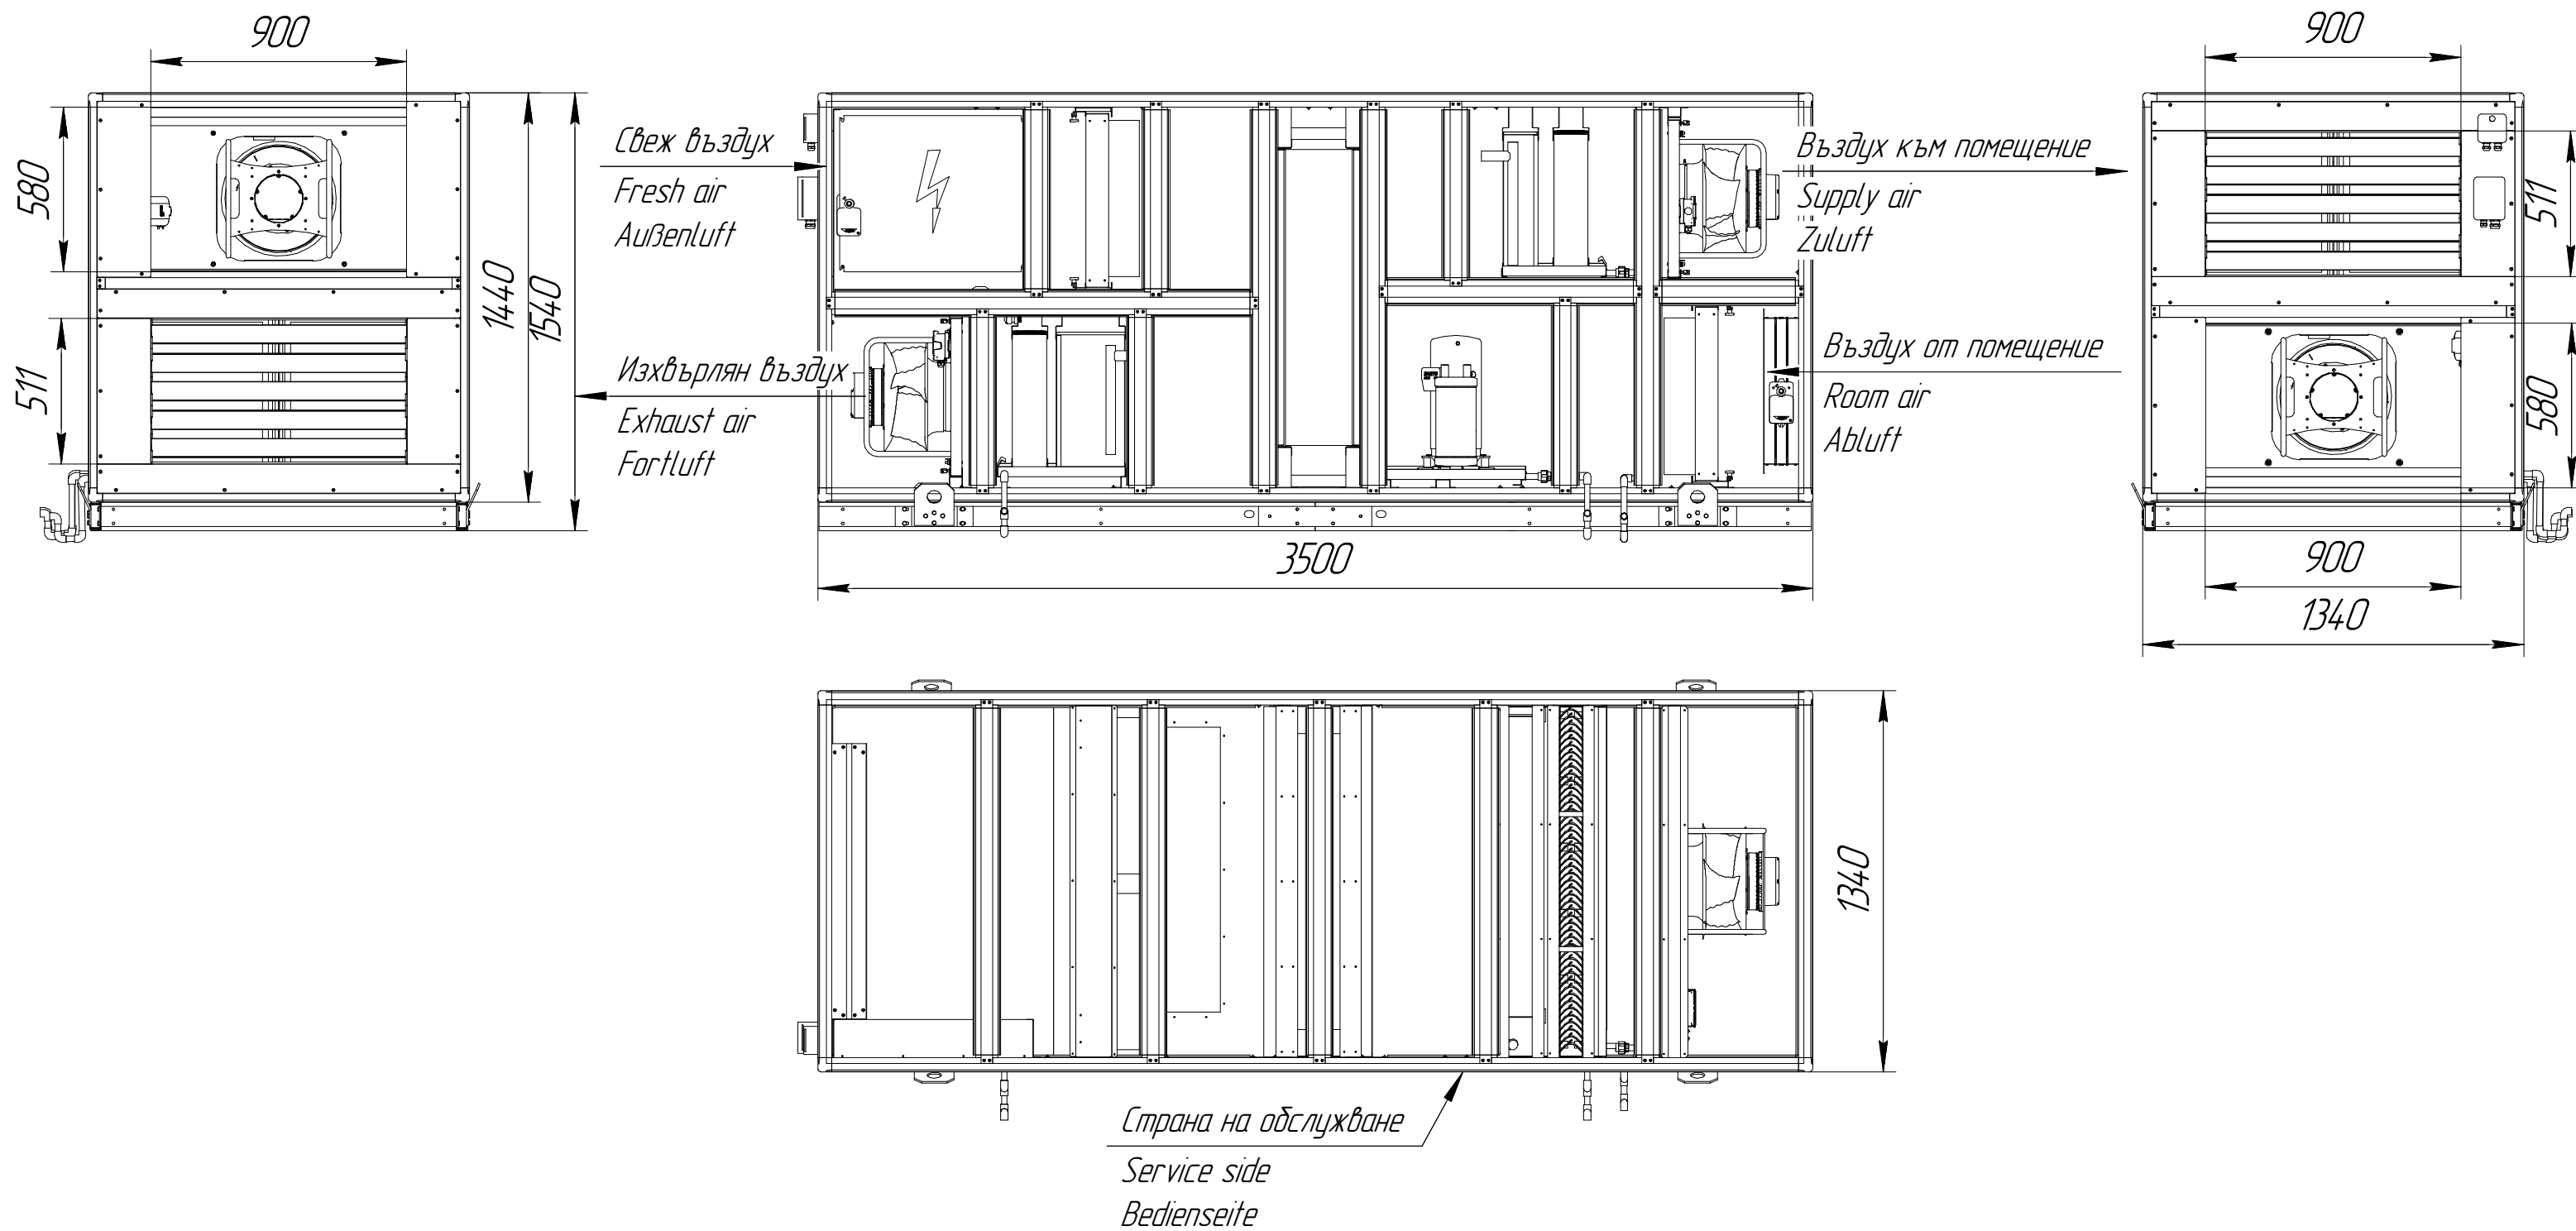 900
580
511
1440
1540
Свеж въздух
Fresh air
Außenluft
Изхвърлян въздух
Exhaust air
Fortluft
Въздух към помещение
Supply air
Zuluft
Въздух от помещение
Room air
Abluft
3500
900
511
580
900
1340
1340
Страна на обслужване
Service side
Bedienseite